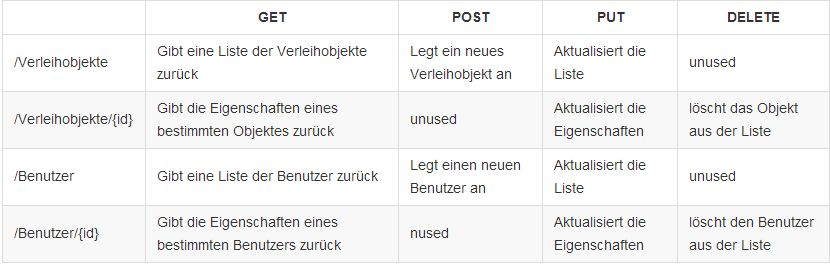 GET POST PUT DELETE
/Verleihobjekte Gibt eine Liste der Verleihobjekte zurück Legt ein neues Verleihobjekt an Aktualisiert die Liste unused
/Verleihobjekte/{id} Gibt die Eigenschaften eines bestimmten Objektes zurück unused Aktualisiert die Eigenschaften löscht das Objekt aus der Liste
/Benutzer Gibt eine Liste der Benutzer zurück Legt einen neuen Benutzer an Aktualisiert die Liste unused
/Benutzer/{id} Gibt die Eigenschaften eines bestimmten Benutzers zurück nused Aktualisiert die Eigenschaften löscht den Benutzer aus der Liste